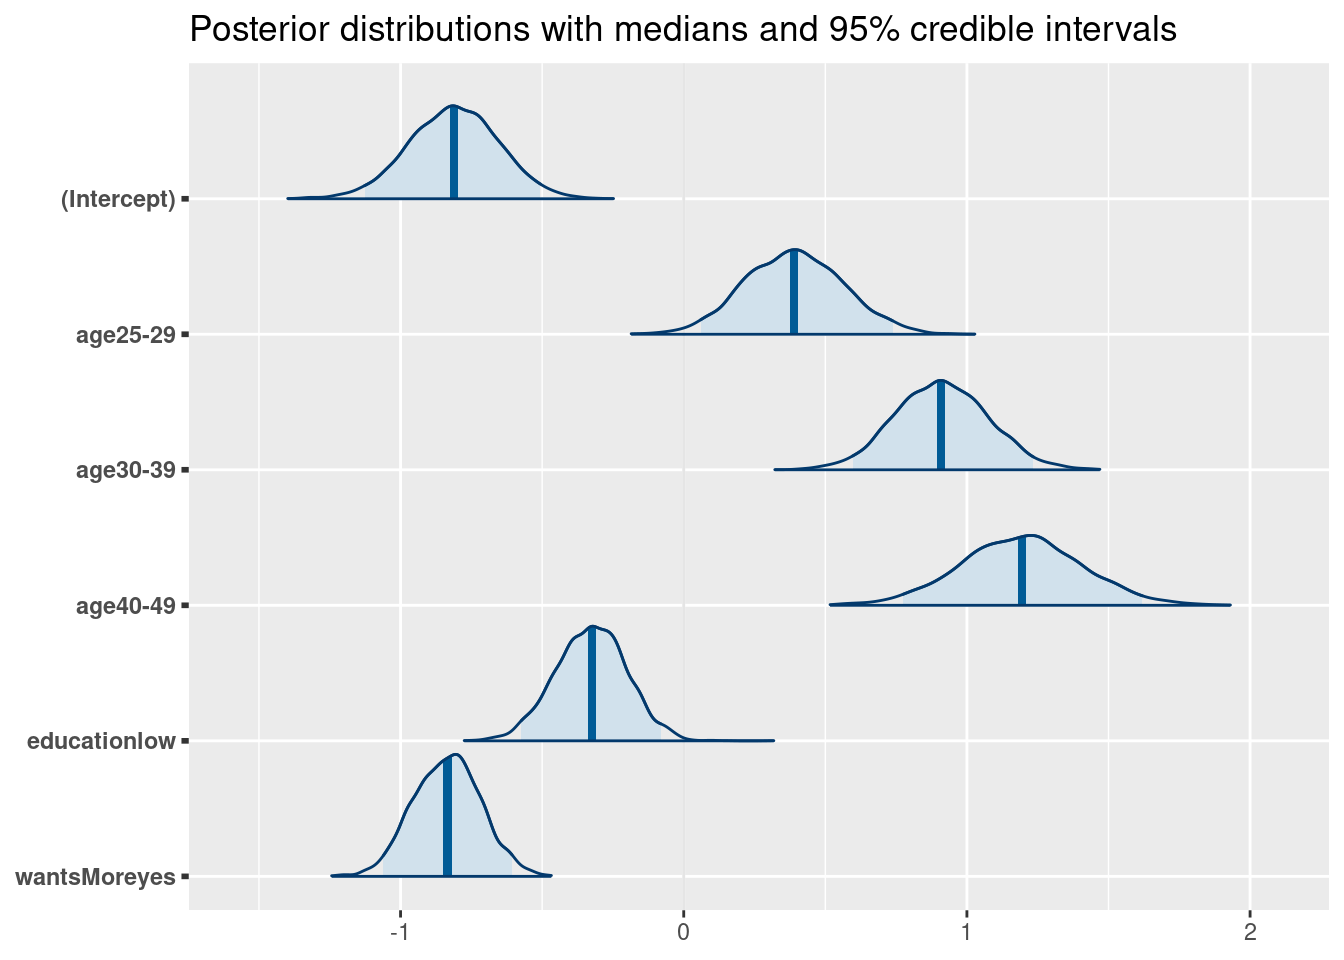 Posterior distributions with medians and 95% credible intervals
(Intercept)
age25-29
age30-39
age40-49
educationlow
wantsMoreyes
-1 0 1 2